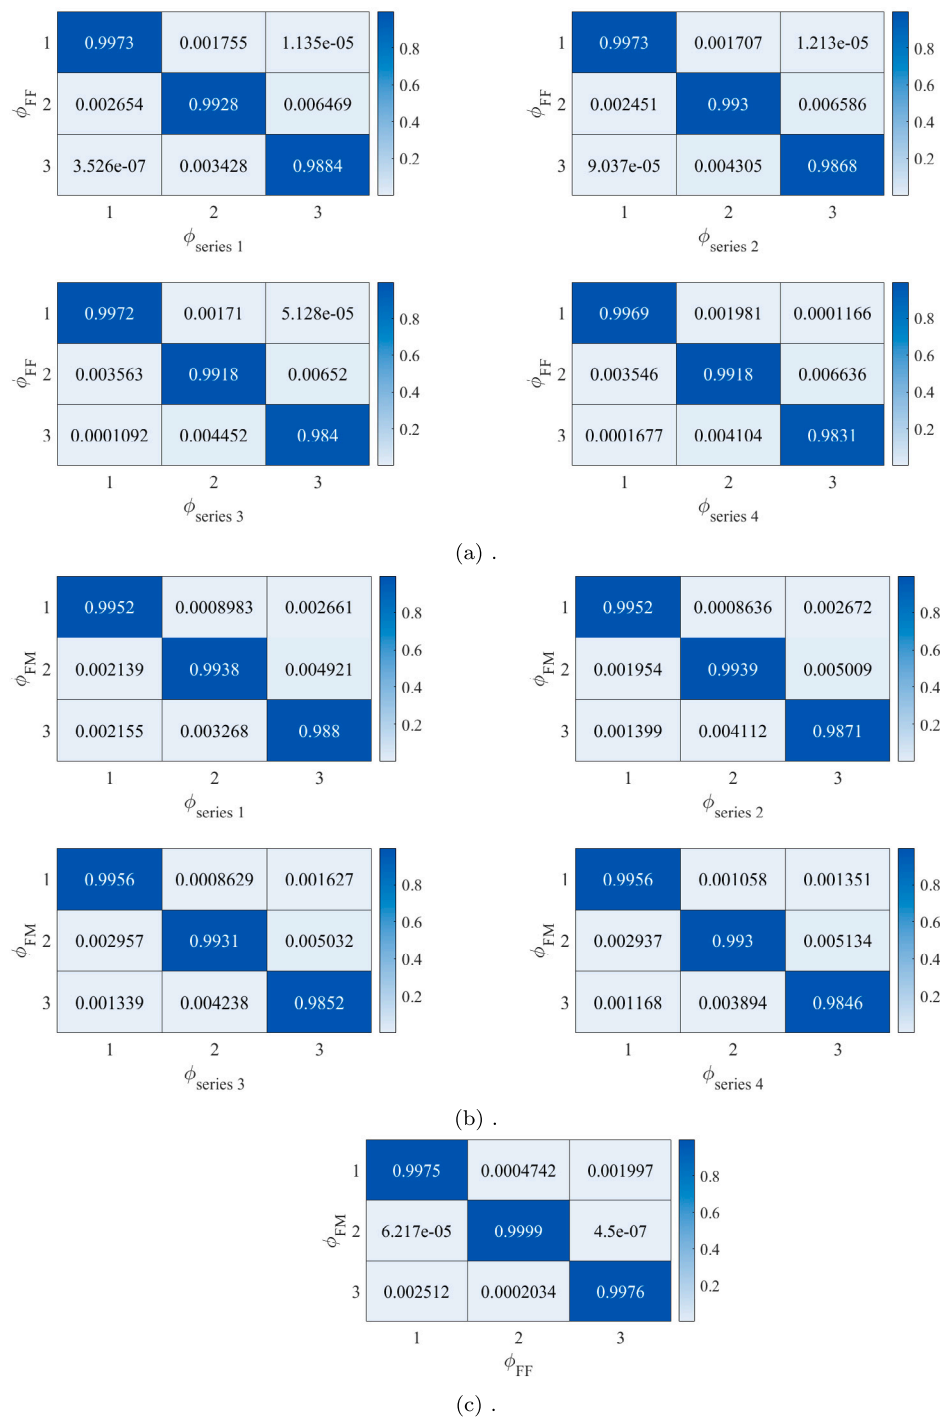 1 0.9973 0.001755 1.135e-05 0.8
0.6
ϕFF 2 0.002654 0.9928 0.006469 0.4
3 3.526e-07 0.003428 0.9884 0.2
1 2 3
ϕseries 1
1 0.9973 0.001707 1.213e-05 0.8
0.6
ϕFF 2 0.002451 0.993 0.006586 0.4
3 9.037e-05 0.004305 0.9868 0.2
1 2 3
ϕseries 2
1 0.9972 0.00171 5.128e-05 0.8
0.6
ϕFF 2 0.003563 0.9918 0.00652 0.4
3 0.0001092 0.004452 0.984 0.2
1 2 3
ϕseries 3
1 0.9969 0.001981 0.0001166 0.8
0.6
ϕFF 2 0.003546 0.9918 0.006636 0.4
3 0.0001677 0.004104 0.9831 0.2
1 2 3
ϕseries 4
(a) .
1 0.9952 0.0008983 0.002661 0.8
0.6
ϕFM 2 0.002139 0.9938 0.004921 0.4
3 0.002155 0.003268 0.988 0.2
1 2 3
ϕseries 1
1 0.9952 0.0008636 0.002672 0.8
0.6
ϕFM 2 0.001954 0.9939 0.005009 0.4
3 0.001399 0.004112 0.9871 0.2
1 2 3
ϕseries 2
1 0.9956 0.0008629 0.001627 0.8
0.6
ϕFM 2 0.002957 0.9931 0.005032 0.4
3 0.001339 0.004238 0.9852 0.2
1 2 3
ϕseries 3
1 0.9956 0.001058 0.001351 0.8
0.6
ϕFM 2 0.002937 0.993 0.005134 0.4
3 0.001168 0.003894 0.9846 0.2
1 2 3
ϕseries 4
(b) .
1 0.9975 0.0004742 0.001997 0.8
0.6
ϕFM 2 6.217e-05 0.9999 4.5e-07 0.4
3 0.002512 0.0002034 0.9976 0.2
1 2 3
ϕFF
(c) .